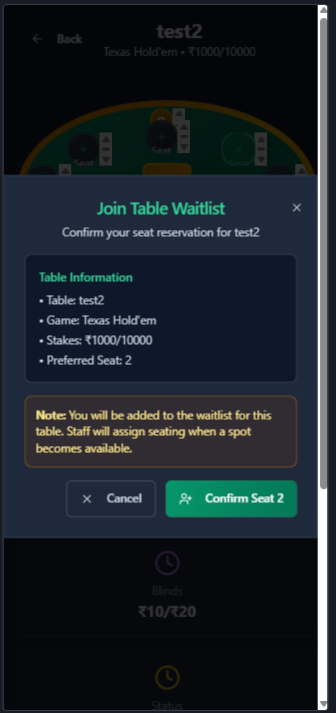 ← Back
test2
Texas Hold'em • ₹1000/10000
Join Table Waitlist
×
Confirm your seat reservation for test2
Table Information
• Table: test2
• Game: Texas Hold'em
• Stakes: ₹1000/10000
• Preferred Seat: 2
Note: You will be added to the waitlist for this
table. Staff will assign seating when a spot
becomes available.
× Cancel
Confirm Seat 2
Blinds
₹10/₹20
Status